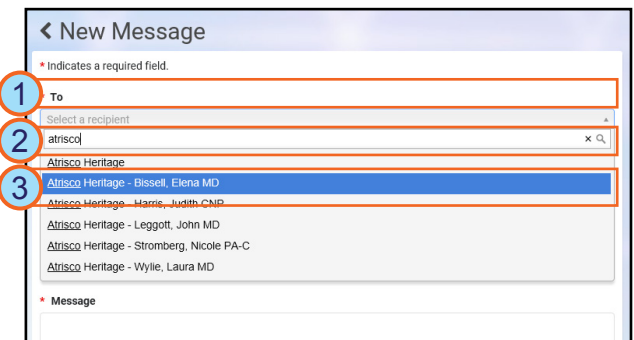 New Message
* Indicates a required field.
1
* To
Select a recipient
2
atrisco
Atrisco Heritage
3
Atrisco Heritage - Bissell, Elena MD
Atrisco Heritage - Harris, Judith CNP
Atrisco Heritage - Leggott, John MD
Atrisco Heritage - Stromberg, Nicole PA-C
Atrisco Heritage - Wylie, Laura MD
* Message